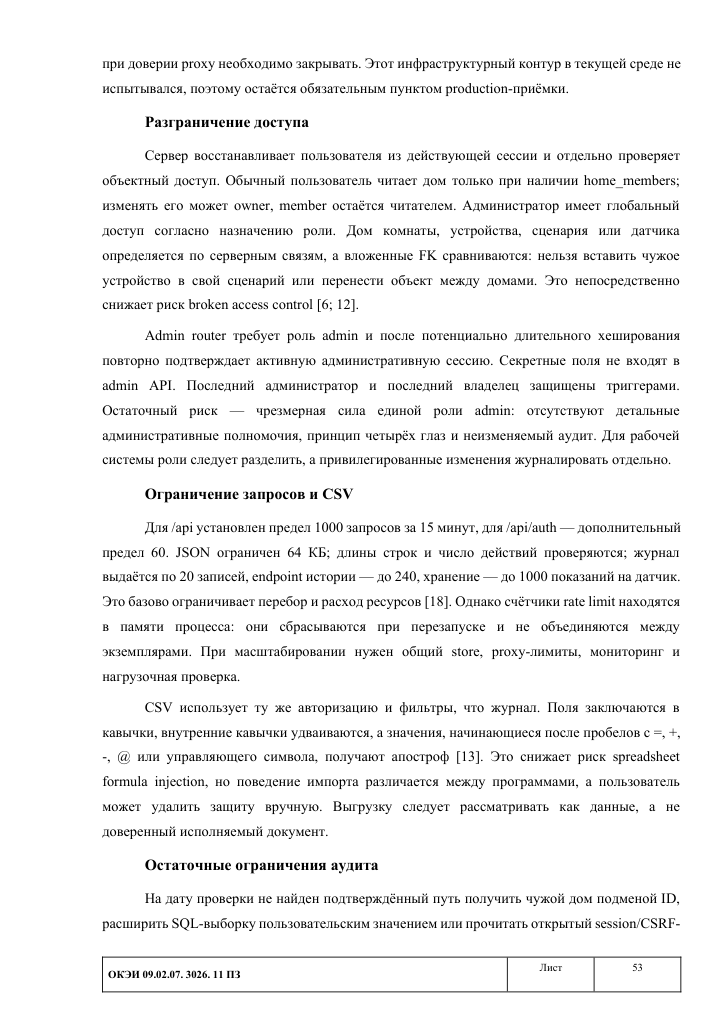 при доверии proxy необходимо закрывать. Этот инфраструктурный контур в текущей среде не
испытывался, поэтому остаётся обязательным пунктом production-приёмки.
Разграничение доступа
Сервер восстанавливает пользователя из действующей сессии и отдельно проверяет
объектный доступ. Обычный пользователь читает дом только при наличии home_members;
изменять его может owner, member остаётся читателем. Администратор имеет глобальный
доступ согласно назначению роли. Дом комнаты, устройства, сценария или датчика
определяется по серверным связям, а вложенные FK сравниваются: нельзя вставить чужое
устройство в свой сценарий или перенести объект между домами. Это непосредственно
снижает риск broken access control [6; 12].
Admin router требует роль admin и после потенциально длительного хеширования
повторно подтверждает активную административную сессию. Секретные поля не входят в
admin API. Последний администратор и последний владелец защищены триггерами.
Остаточный риск — чрезмерная сила единой роли admin: отсутствуют детальные
административные полномочия, принцип четырёх глаз и неизменяемый аудит. Для рабочей
системы роли следует разделить, а привилегированные изменения журналировать отдельно.
Ограничение запросов и CSV
Для /api установлен предел 1000 запросов за 15 минут, для /api/auth — дополнительный
предел 60. JSON ограничен 64 КБ; длины строк и число действий проверяются; журнал
выдаётся по 20 записей, endpoint истории — до 240, хранение — до 1000 показаний на датчик.
Это базово ограничивает перебор и расход ресурсов [18]. Однако счётчики rate limit находятся
в памяти процесса: они сбрасываются при перезапуске и не объединяются между
экземплярами. При масштабировании нужен общий store, proxy-лимиты, мониторинг и
нагрузочная проверка.
CSV использует ту же авторизацию и фильтры, что журнал. Поля заключаются в
кавычки, внутренние кавычки удваиваются, а значения, начинающиеся после пробелов с =, +,
-, @ или управляющего символа, получают апостроф [13]. Это снижает риск spreadsheet
formula injection, но поведение импорта различается между программами, а пользователь
может удалить защиту вручную. Выгрузку следует рассматривать как данные, а не
доверенный исполняемый документ.
Остаточные ограничения аудита
На дату проверки не найден подтверждённый путь получить чужой дом подменой ID,
расширить SQL-выборку пользовательским значением или прочитать открытый session/CSRF-
ОКЭИ 09.02.07. 3026. 11 ПЗ
Лист
53